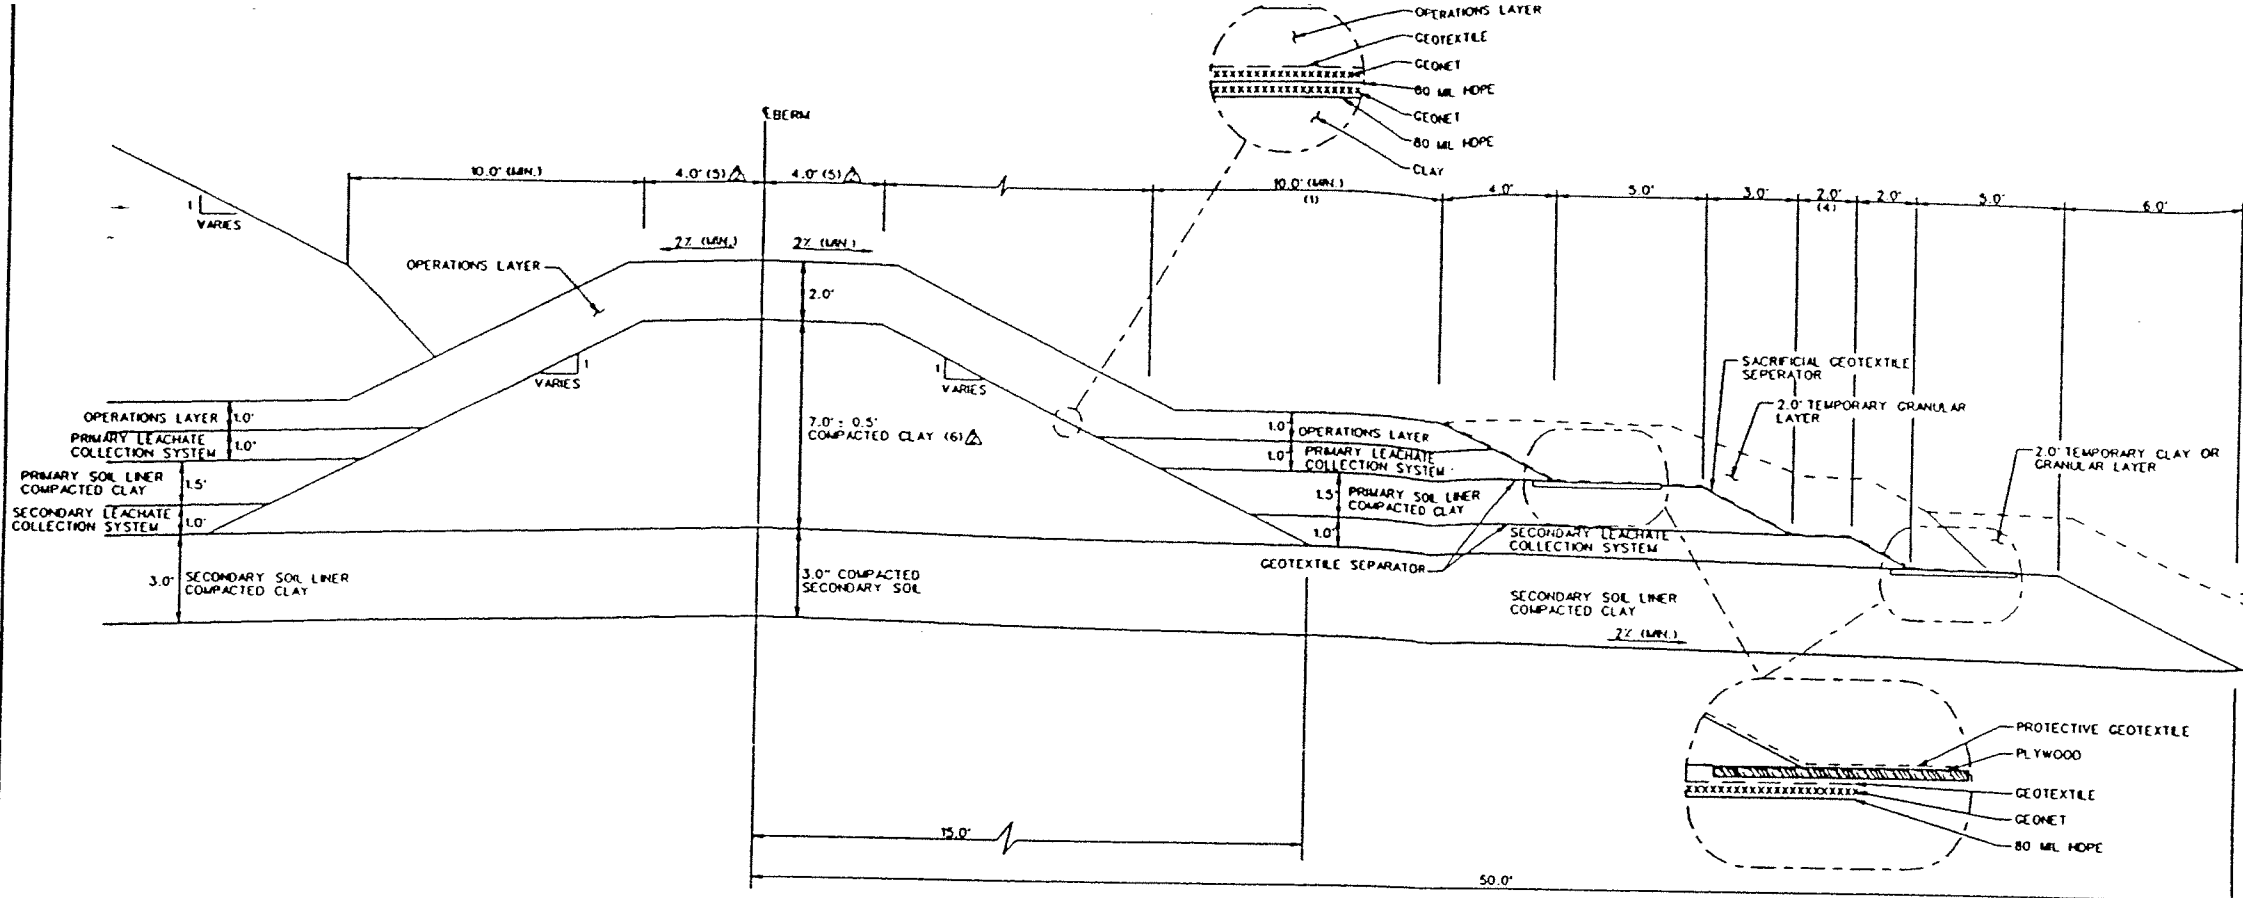 OPERATIONS LAYER
GEOTEXTILE
GEONET
60 MIL HDPE
GEONET
80 MIL HDPE
CLAY
℄ BERM
10.0' (MIN.)
4.0' (5) 
4.0' (5) 
10.0' (MIN.)
(1)
4.0'
5.0'
3.0'
2.0'
(4)
2.0'
5.0'
6.0'
1
VARIES
2% (MIN.)
2% (MIN.)
OPERATIONS LAYER
2.0'
1
VARIES
1
VARIES
SACRIFICIAL GEOTEXTILE
SEPERATOR
2.0' TEMPORARY GRANULAR
LAYER
2.0' TEMPORARY CLAY OR
GRANULAR LAYER
OPERATIONS LAYER
1.0'
PRIMARY LEACHATE
COLLECTION SYSTEM
1.0'
PRIMARY SOIL LINER
COMPACTED CLAY
1.5'
SECONDARY LEACHATE
COLLECTION SYSTEM
1.0'
3.0'
SECONDARY SOIL LINER
COMPACTED CLAY
7.0' ± 0.5'
COMPACTED CLAY (6)
3.0" COMPACTED
SECONDARY SOIL
1.0'
OPERATIONS LAYER
1.0'
PRIMARY LEACHATE
COLLECTION SYSTEM
1.5'
PRIMARY SOIL LINER
COMPACTED CLAY
1.0'
SECONDARY LEACHATE
COLLECTION SYSTEM
GEOTEXTILE SEPARATOR
SECONDARY SOIL LINER
COMPACTED CLAY
2% (MIN.)
PROTECTIVE GEOTEXTILE
PLYWOOD
GEOTEXTILE
GEONET
80 MIL HDPE
15.0'
50.0'